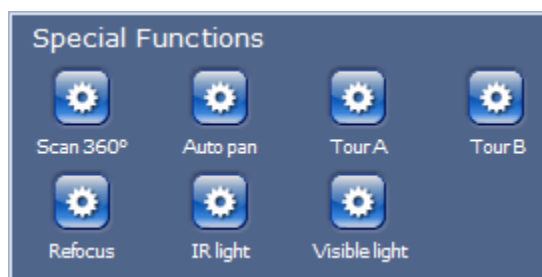 Special Functions
Scan 360° Auto pan Tour A Tour B
Refocus IR light Visible light